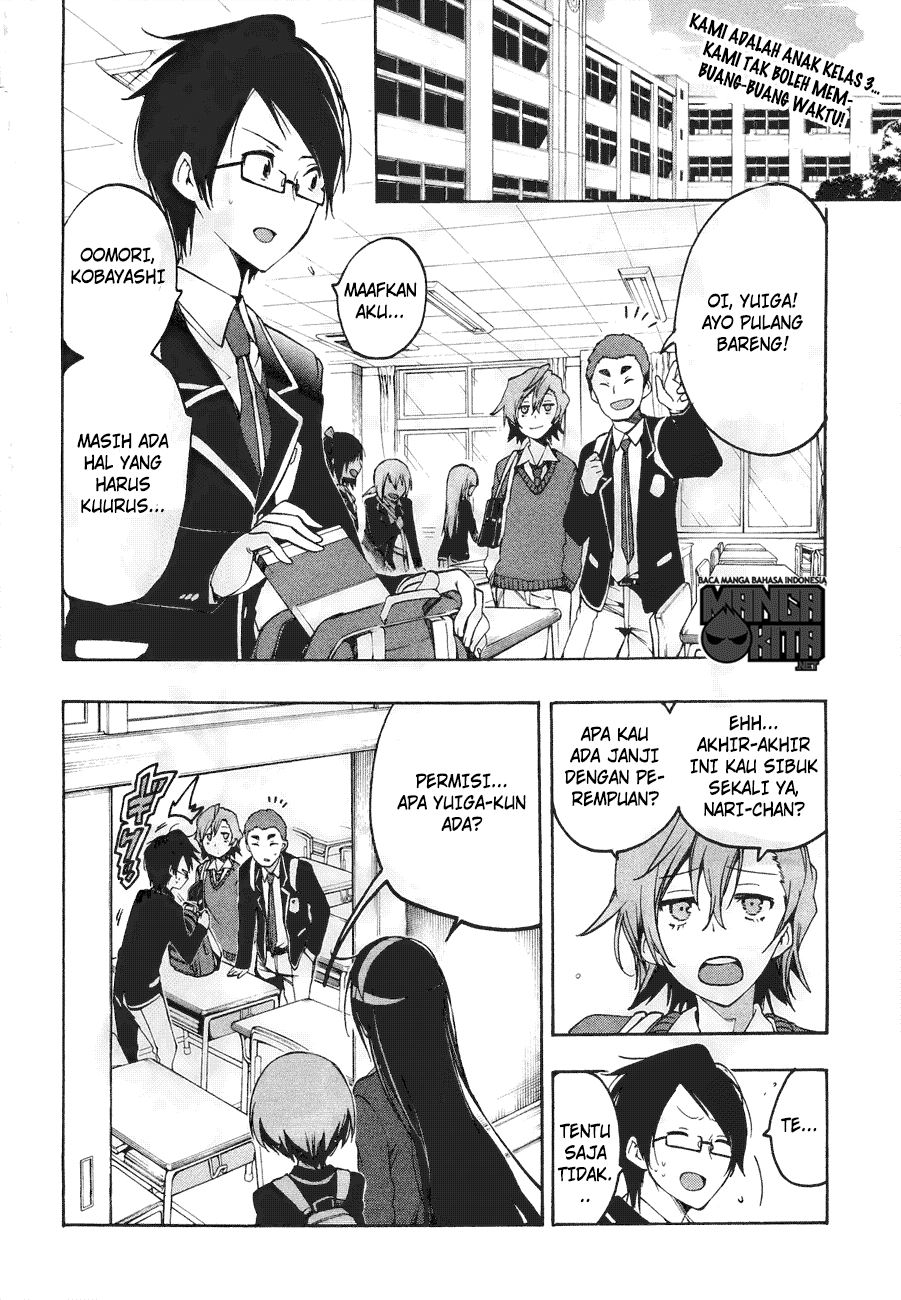 KAMI ADALAH ANAK KELAS 3...
KAMI TAK BOLEH MEM-
BUANG-BUANG WAKTU!
OI, YUIGA!
AYO PULANG
BARENG!
MAAFKAN
AKU...
OOMORI,
KOBAYASHI
MASIH ADA
HAL YANG
HARUS
KUURUS...
BACA MANGA BAHASA INDONESIA
MANGA
KITA
.NET
EHH...
AKHIR-AKHIR
INI KAU SIBUK
SEKALI YA,
NARI-CHAN?
APA KAU
ADA JANJI
DENGAN PE-
REMPUAN?
TE...
TENTU
SAJA
TIDAK.
. .
PERMISI...
APA YUIGA-KUN
ADA?
ギクッ